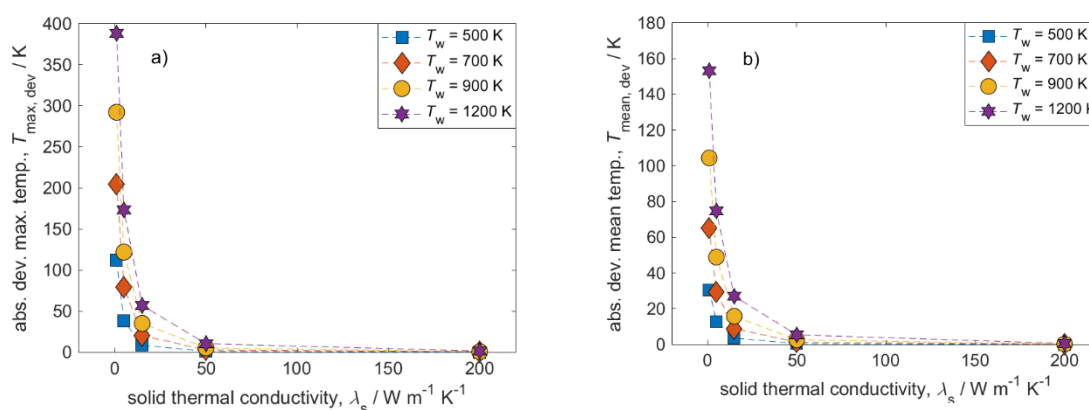 a)
T_w = 500 K
T_w = 700 K
T_w = 900 K
T_w = 1200 K
400
350
300
250
200
150
100
50
0
abs. dev. max. temp., T_max, dev / K
0 50 100 150 200
solid thermal conductivity, λ_s / W m⁻¹ K⁻¹
b)
T_w = 500 K
T_w = 700 K
T_w = 900 K
T_w = 1200 K
180
160
140
120
100
80
60
40
20
0
abs. dev. mean temp., T_mean, dev / K
0 50 100 150 200
solid thermal conductivity, λ_s / W m⁻¹ K⁻¹